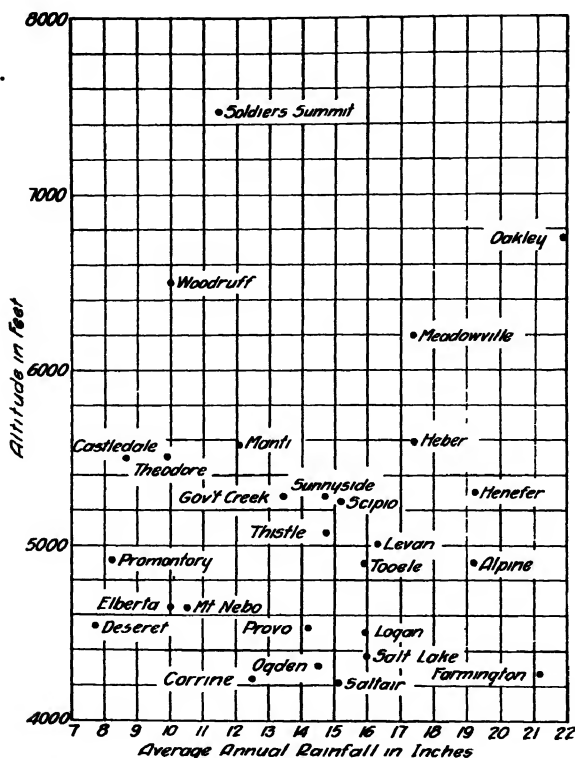 8000
Soldiers Summit
7000
Oakley
Woodruff
Meadowville
6000
Castledale
Manti
Heber
Theodore
Sunnyside
Gov't Creek
Scipio
Henefer
Thistle
Levan
5000
Promontory
Tooele
Alpine
Elberta
Mt Nebo
Deseret
Provo
Logan
Salt Lake
Ogden
Farmington
Corrine
Saltair
4000
7 8 9 10 11 12 13 14 15 16 17 18 19 20 21 22
Average Annual Rainfall in Inches
Altitude in Feet